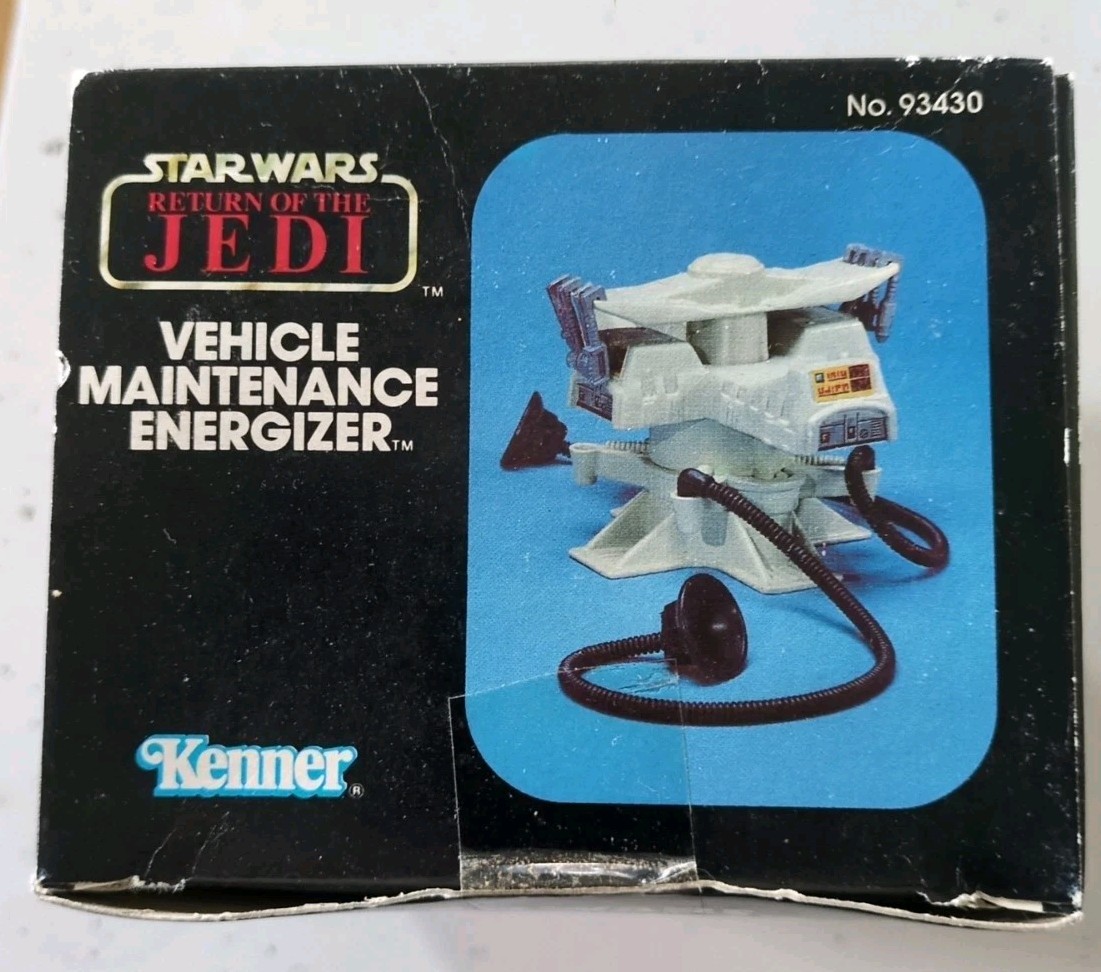 No. 93430
STAR WARS
RETURN OF THE
JEDI
TM
VEHICLE
MAINTENANCE
ENERGIZER TM
Kenner ®